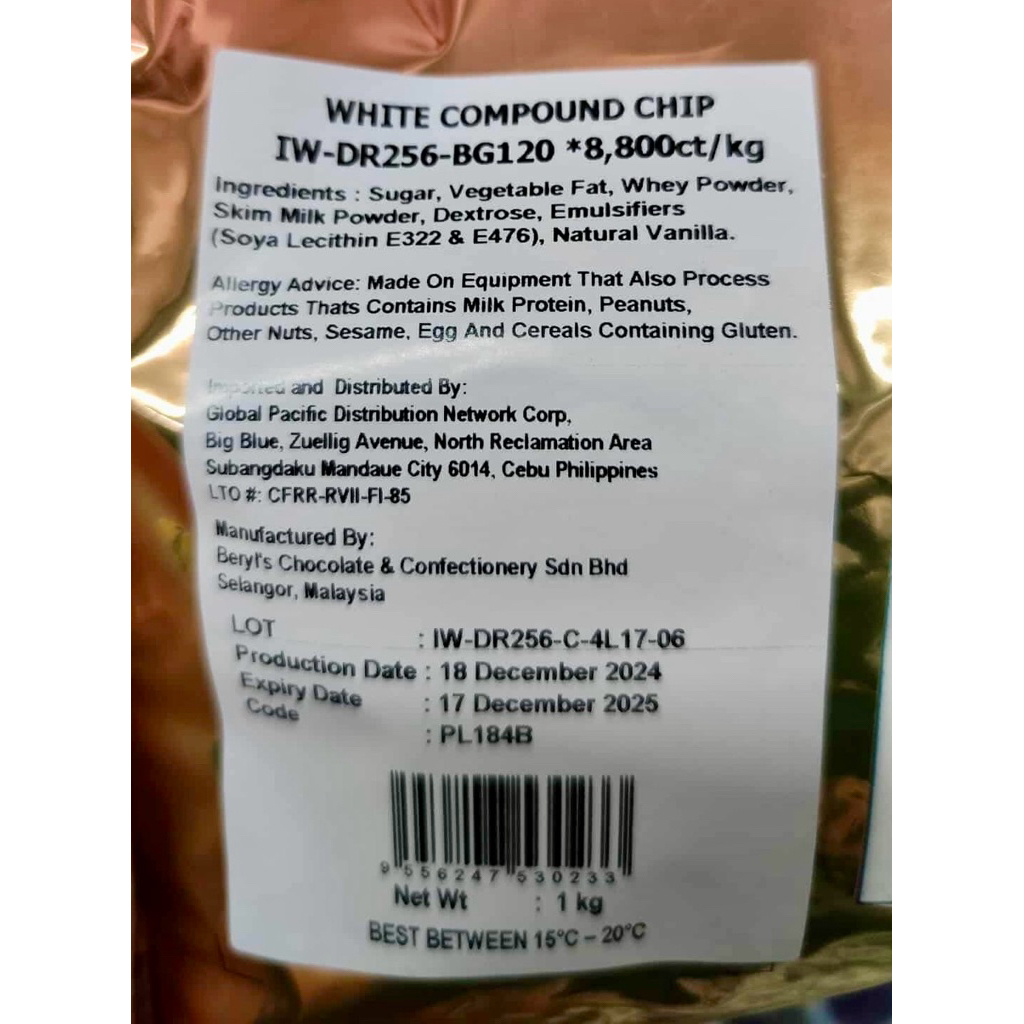 WHITE COMPOUND CHIP
IW-DR256-BG120 *8,800ct/kg
Ingredients : Sugar, Vegetable Fat, Whey Powder,
Skim Milk Powder, Dextrose, Emulsifiers
(Soya Lecithin E322 & E476), Natural Vanilla.
Allergy Advice: Made On Equipment That Also Process
Products Thats Contains Milk Protein, Peanuts,
Other Nuts, Sesame, Egg And Cereals Containing Gluten.
Imported and Distributed By:
Global Pacific Distribution Network Corp,
Big Blue, Zuellig Avenue, North Reclamation Area
Subangdaku Mandaue City 6014, Cebu Philippines
LTO #: CFRR-RVII-FI-85
Manufactured By:
Beryl's Chocolate & Confectionery Sdn Bhd
Selangor, Malaysia
LOT : IW-DR256-C-4L17-06
Production Date : 18 December 2024
Expiry Date : 17 December 2025
Code : PL184B
9 556247 530233
Net Wt : 1 kg
BEST BETWEEN 15°C – 20°C